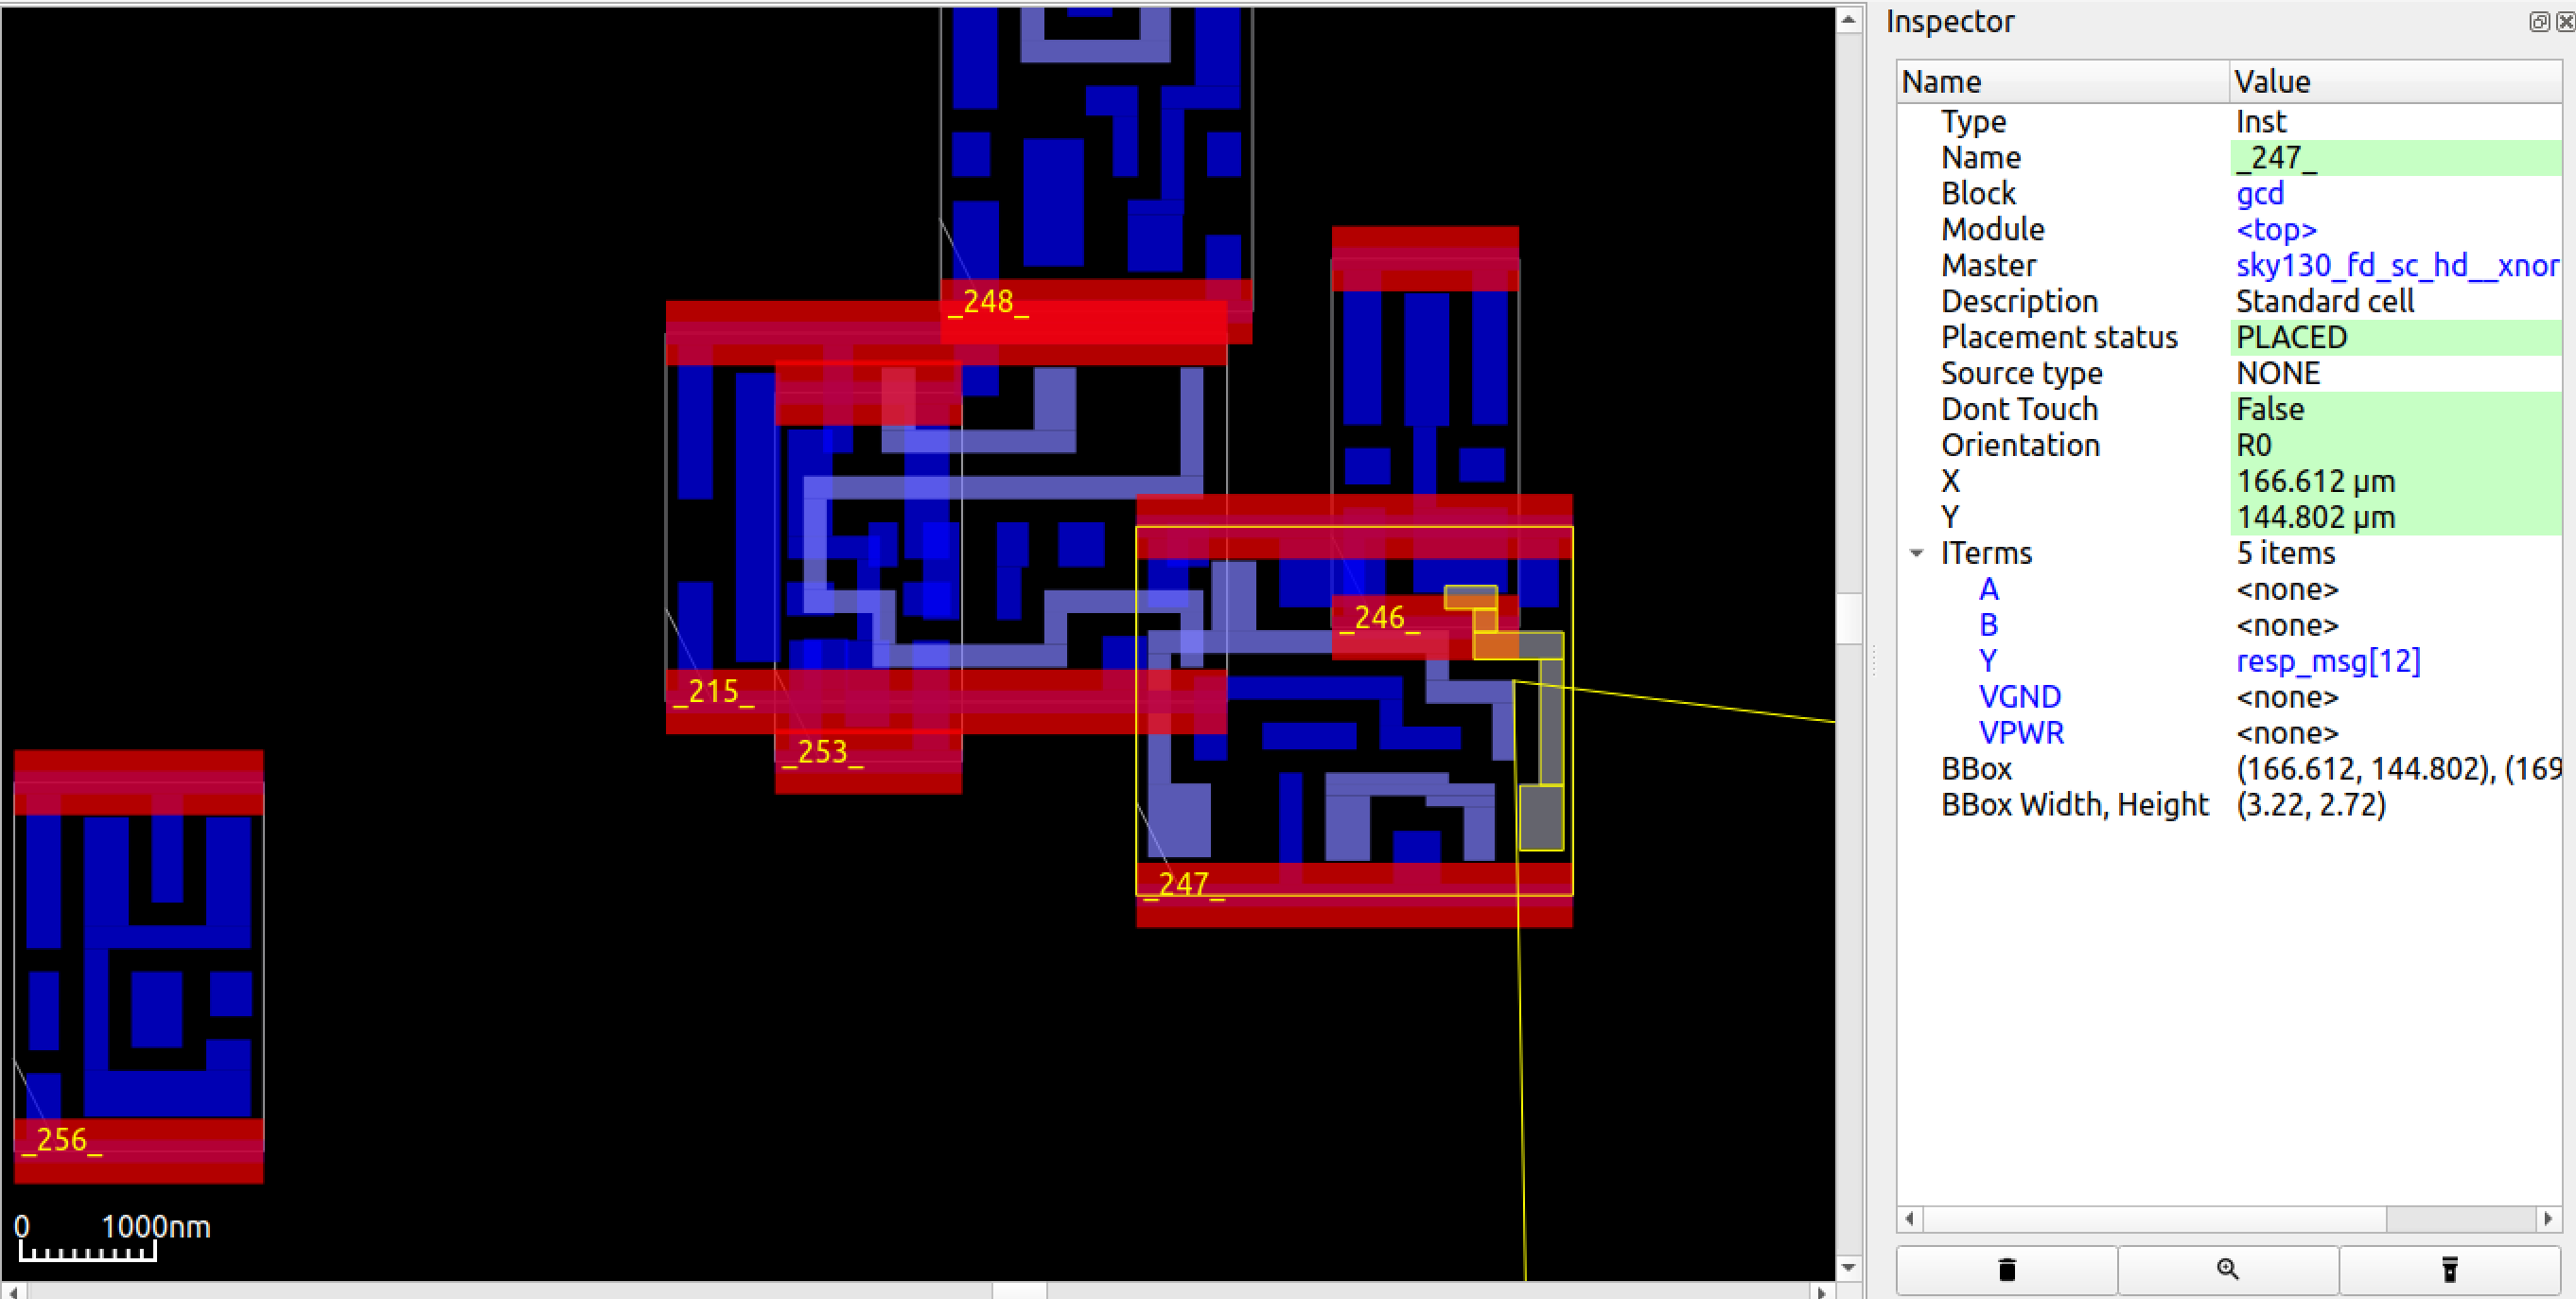 Inspector
Name Value
Type Inst
Name _247_
Block gcd
Module <top>
Master sky130_fd_sc_hd__xnor
Description Standard cell
Placement status PLACED
Source type NONE
Dont Touch False
Orientation R0
X 166.612 μm
Y 144.802 μm
ITerms 5 items
A <none>
B <none>
Y resp_msg[12]
VGND <none>
VPWR <none>
BBox (166.612, 144.802), (169
BBox Width, Height (3.22, 2.72)
_248_
_246_
_215_
_253_
_247_
_256_
0 1000nm